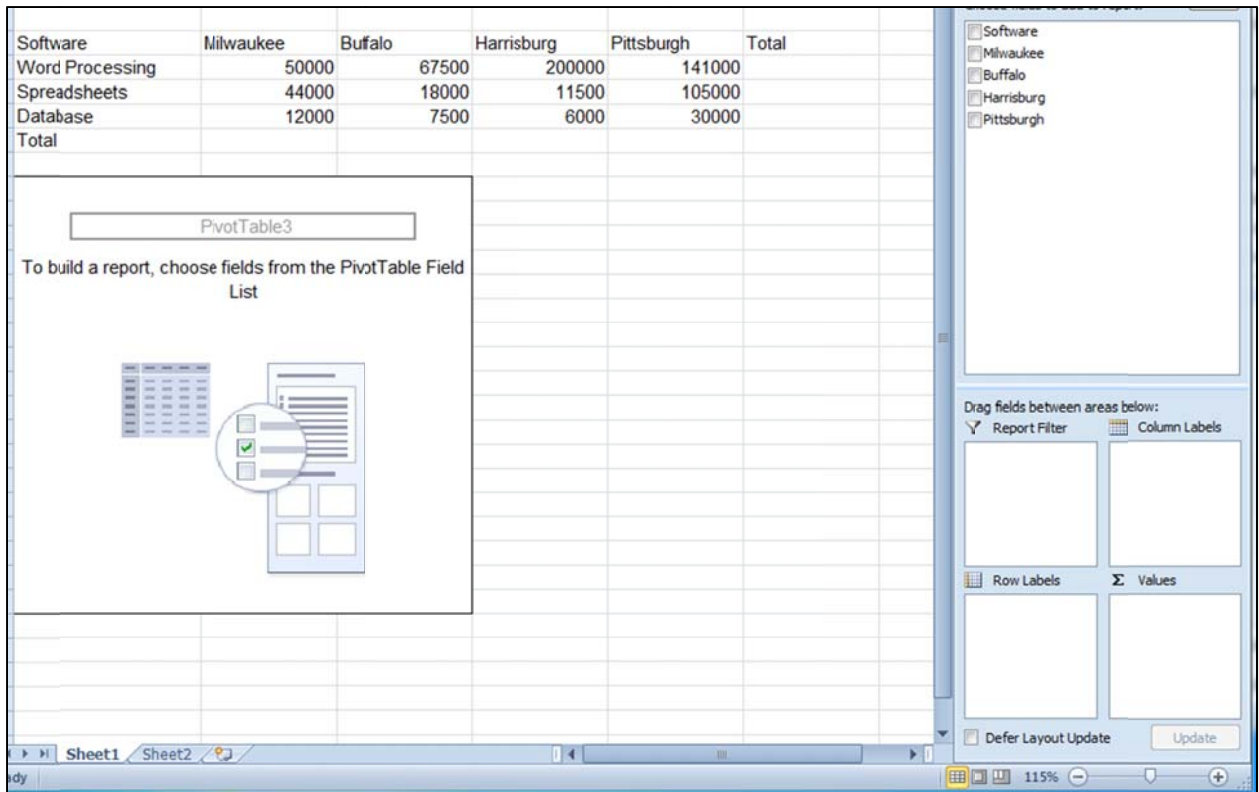 Software Milwaukee Buffalo Harrisburg Pittsburgh Total
Word Processing 50000 67500 200000 141000
Spreadsheets 44000 18000 11500 105000
Database 12000 7500 6000 30000
Total
PivotTable3
To build a report, choose fields from the PivotTable Field
List
Sheet1 Sheet2
Software
Milwaukee
Buffalo
Harrisburg
Pittsburgh
Drag fields between areas below:
Report Filter Column Labels
Row Labels Σ Values
Defer Layout Update Update
115%